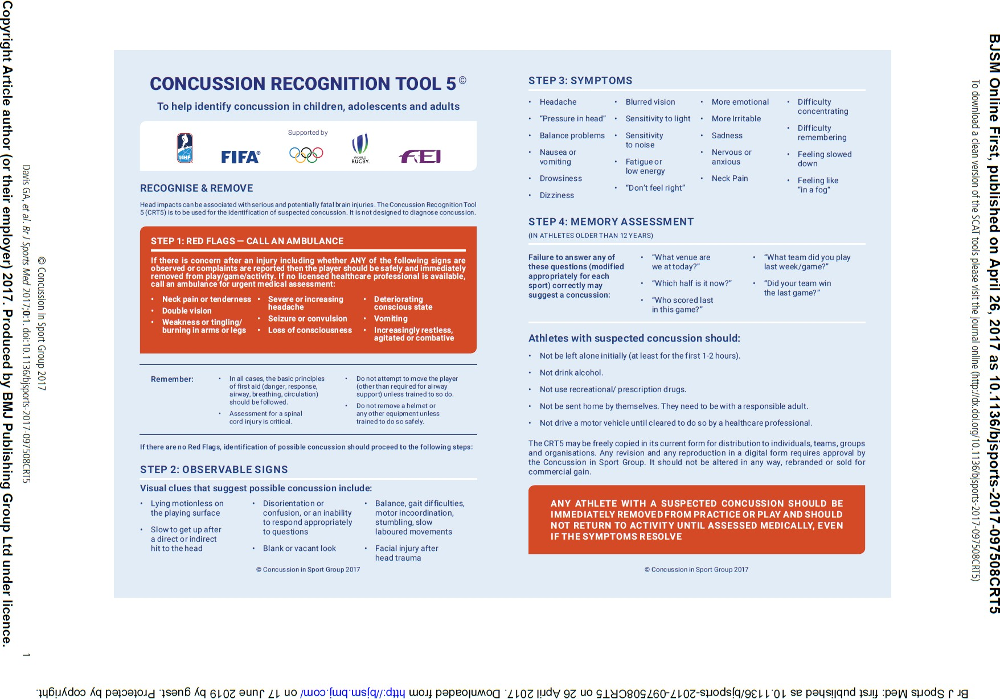 CONCUSSION RECOGNITION TOOL 5 ©
To help identify concussion in children, adolescents and adults
Supported by
IIHF
FIFA®
WORLD
RUGBY
FEI
RECOGNISE & REMOVE
Head impacts can be associated with serious and potentially fatal brain injuries. The Concussion Recognition Tool
5 (CRT5) is to be used for the identification of suspected concussion. It is not designed to diagnose concussion.
STEP 1: RED FLAGS — CALL AN AMBULANCE
If there is concern after an injury including whether ANY of the following signs are
observed or complaints are reported then the player should be safely and immediately
removed from play/game/activity. If no licensed healthcare professional is available,
call an ambulance for urgent medical assessment:
• Neck pain or tenderness
• Double vision
• Weakness or tingling/
burning in arms or legs
• Severe or increasing
headache
• Seizure or convulsion
• Loss of consciousness
• Deteriorating
conscious state
• Vomiting
• Increasingly restless,
agitated or combative
Remember:
• In all cases, the basic principles
of first aid (danger, response,
airway, breathing, circulation)
should be followed.
• Assessment for a spinal
cord injury is critical.
• Do not attempt to move the player
(other than required for airway
support) unless trained to so do.
• Do not remove a helmet or
any other equipment unless
trained to do so safely.
If there are no Red Flags, identification of possible concussion should proceed to the following steps:
STEP 2: OBSERVABLE SIGNS
Visual clues that suggest possible concussion include:
• Lying motionless on
the playing surface
• Slow to get up after
a direct or indirect
hit to the head
• Disorientation or
confusion, or an inability
to respond appropriately
to questions
• Blank or vacant look
• Balance, gait difficulties,
motor incoordination,
stumbling, slow
laboured movements
• Facial injury after
head trauma
© Concussion in Sport Group 2017
STEP 3: SYMPTOMS
• Headache
• “Pressure in head”
• Balance problems
• Nausea or
vomiting
• Drowsiness
• Dizziness
• Blurred vision
• Sensitivity to light
• Sensitivity
to noise
• Fatigue or
low energy
• “Don’t feel right”
• More emotional
• More Irritable
• Sadness
• Nervous or
anxious
• Neck Pain
• Difficulty
concentrating
• Difficulty
remembering
• Feeling slowed
down
• Feeling like
“in a fog“
STEP 4: MEMORY ASSESSMENT
(IN ATHLETES OLDER THAN 12 YEARS)
Failure to answer any of
these questions (modified
appropriately for each
sport) correctly may
suggest a concussion:
• “What venue are
we at today?”
• “Which half is it now?”
• “Who scored last
in this game?”
• “What team did you play
last week/game?”
• “Did your team win
the last game?”
Athletes with suspected concussion should:
• Not be left alone initially (at least for the first 1-2 hours).
• Not drink alcohol.
• Not use recreational/ prescription drugs.
• Not be sent home by themselves. They need to be with a responsible adult.
• Not drive a motor vehicle until cleared to do so by a healthcare professional.
The CRT5 may be freely copied in its current form for distribution to individuals, teams, groups
and organisations. Any revision and any reproduction in a digital form requires approval by
the Concussion in Sport Group. It should not be altered in any way, rebranded or sold for
commercial gain.
ANY ATHLETE WITH A SUSPECTED CONCUSSION SHOULD BE
IMMEDIATELY REMOVED FROM PRACTICE OR PLAY AND SHOULD
NOT RETURN TO ACTIVITY UNTIL ASSESSED MEDICALLY, EVEN
IF THE SYMPTOMS RESOLVE
© Concussion in Sport Group 2017
BJSM Online First, published on April 26, 2017 as 10.1136/bjsports-2017-097508CRT5
To download a clean version of the SCAT tools please visit the journal online (http://dx.doi.org/10.1136/bjsports-2017-097508CRT5)
© Concussion in Sport Group 2017
Davis GA, et al. Br J Sports Med 2017;0:1. doi:10.1136/bjsports-2017-097508CRT5
1
Copyright Article author (or their employer) 2017. Produced by BMJ Publishing Group Ltd under licence.
Br J Sports Med: first published as 10.1136/bjsports-2017-097508CRT5 on 26 April 2017. Downloaded from http://bjsm.bmj.com/ on 17 June 2019 by guest. Protected by copyright.